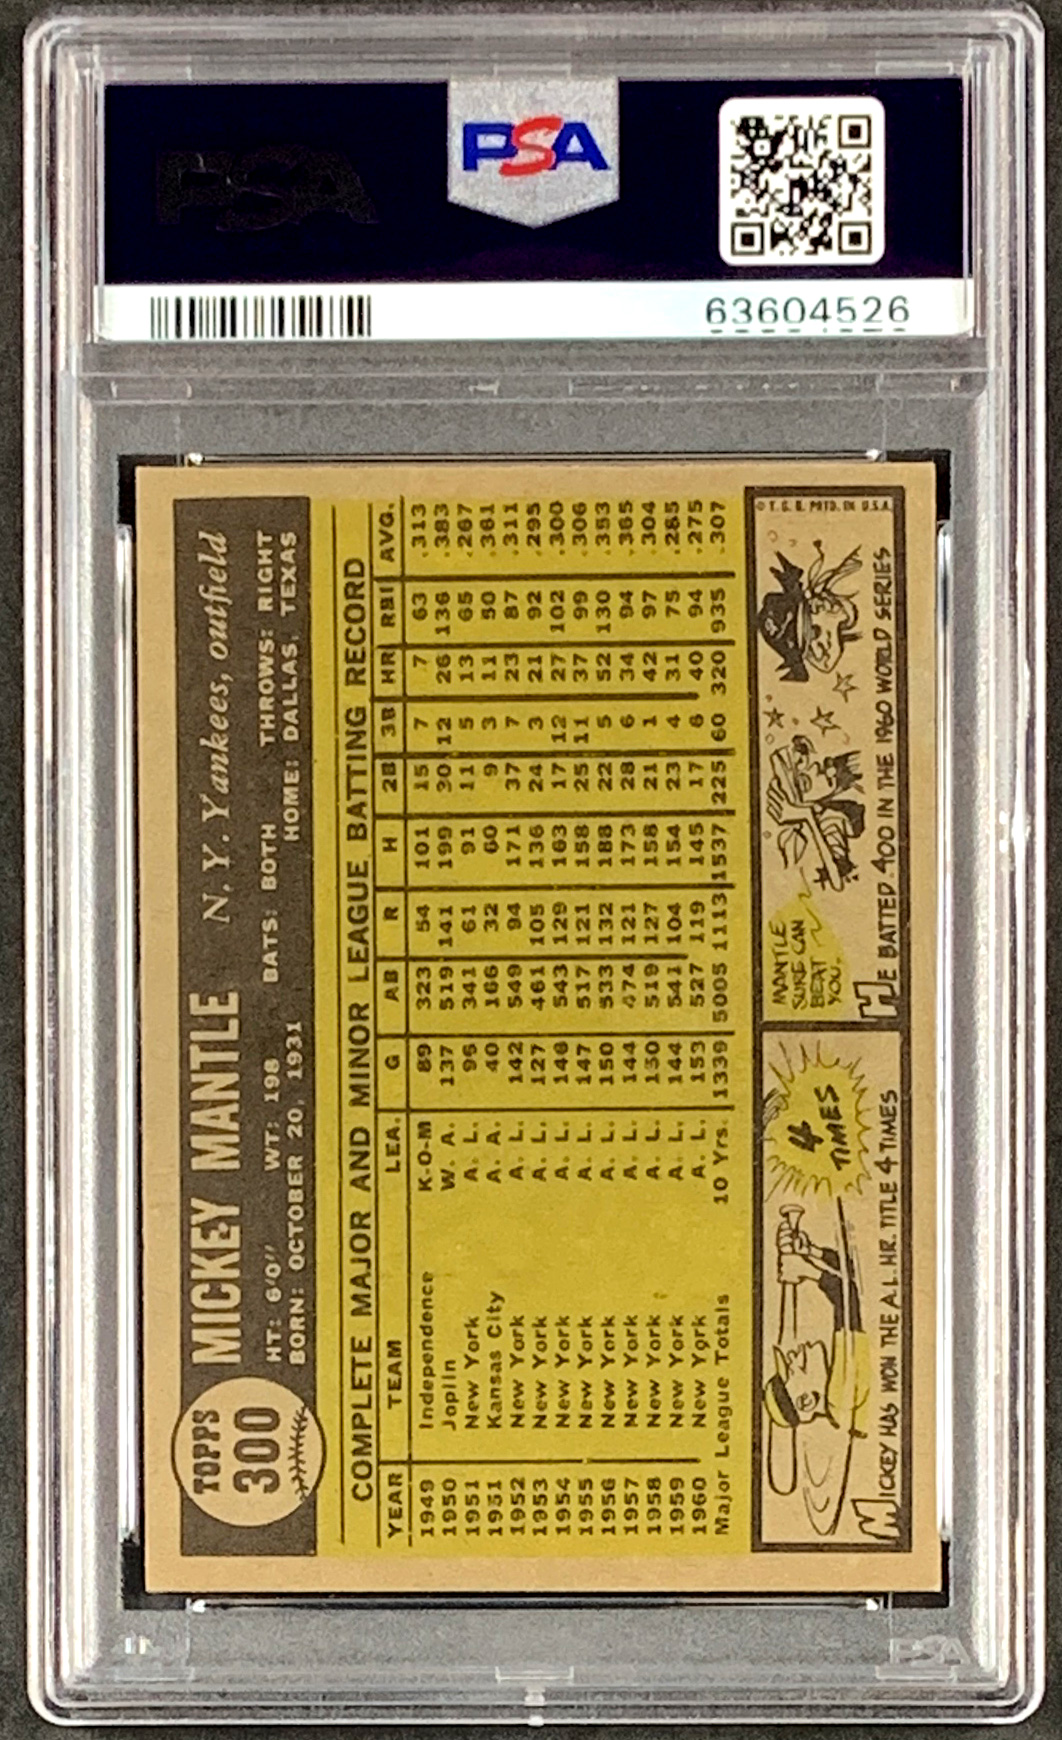 PSA
63604526
TOPPS
300
MICKEY MANTLE N. Y. Yankees, outfield
HT: 6'0" WT: 198 BATS: BOTH THROWS: RIGHT
BORN: OCTOBER 20, 1931 HOME: DALLAS, TEXAS
COMPLETE MAJOR AND MINOR LEAGUE BATTING RECORD
YEAR TEAM LEA. G AB R H 2B 3B HR RBI AVG.
1949 Independence K-O-M 89 323 54 101 15 7 7 63 .313
1950 Joplin W. A. 137 519 141 199 30 12 26 136 .383
1951 New York A. L. 96 341 61 91 11 5 13 65 .267
1951 Kansas City A. A. 40 166 32 60 9 3 11 50 .361
1952 New York A. L. 142 549 94 171 37 7 23 87 .311
1953 New York A. L. 127 461 105 136 24 3 21 92 .295
1954 New York A. L. 146 543 129 163 17 12 27 102 .300
1955 New York A. L. 147 517 121 158 25 11 37 99 .306
1956 New York A. L. 150 533 132 188 22 5 52 130 .353
1957 New York A. L. 144 474 121 173 28 6 34 94 .365
1958 New York A. L. 150 519 127 158 21 1 42 97 .304
1959 New York A. L. 144 541 104 154 23 4 31 75 .285
1960 New York A. L. 153 527 119 145 17 6 40 94 .275
Major League Totals 10 Yrs. 1339 5005 1113 1537 225 60 320 935 .307
4
TIMES
MICKEY HAS WON THE A.L. HR. TITLE 4 TIMES
MANTLE
SURE CAN
BEAT
YOU.
HE BATTED .400 IN THE 1960 WORLD SERIES
© T. C. G. PRTD. IN U.S.A.
PSA